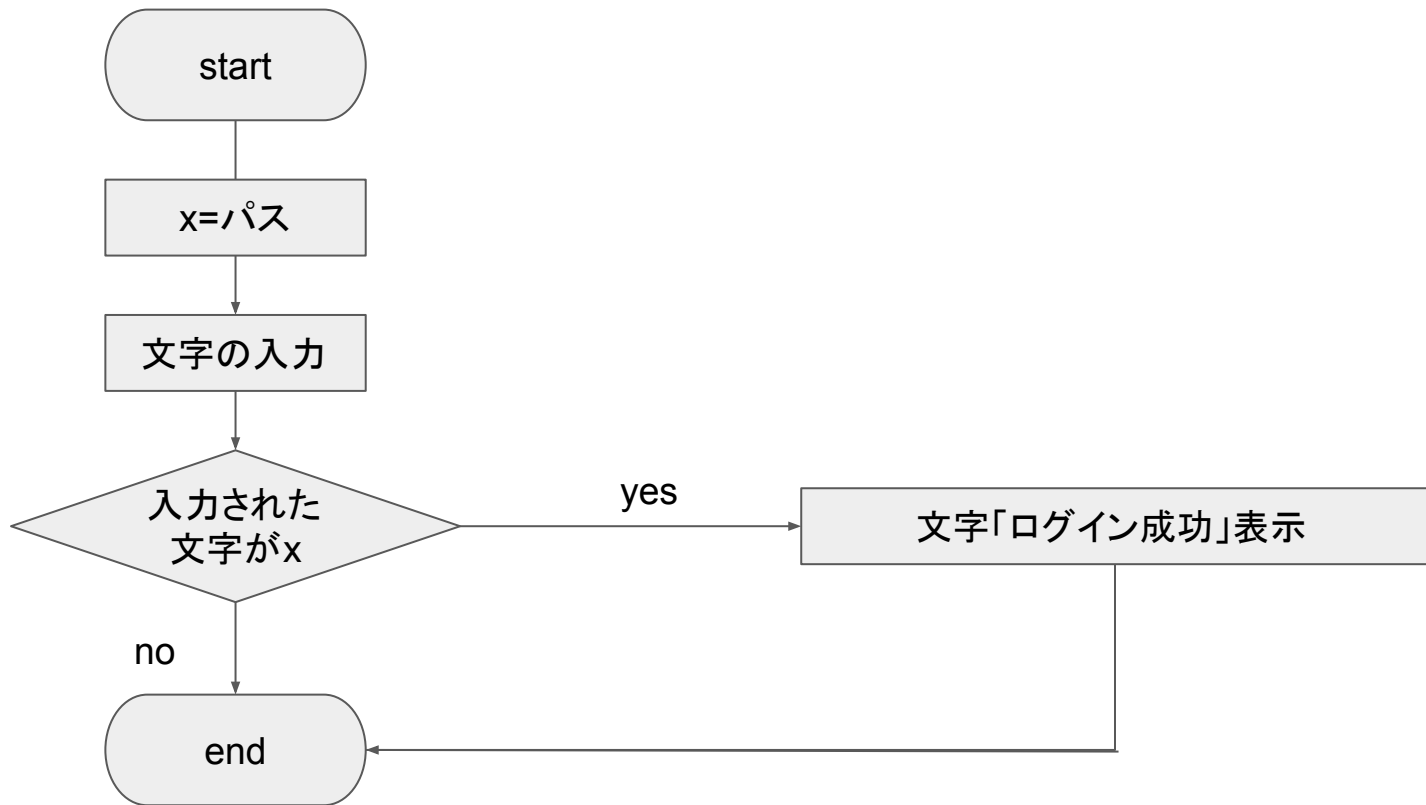 start
x=パス
文字の入力
入力された
文字がx
yes
文字「ログイン成功」表示
no
end